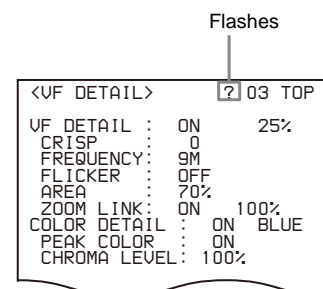 Flashes
<VF DETAIL> ? 03 TOP
VF DETAIL : ON 25%
CRISP : 0
FREQUENCY: 9M
FLICKER : OFF
AREA : 70%
ZOOM LINK: ON 100%
COLOR DETAIL : ON BLUE
PEAK COLOR : ON
CHROMA LEVEL: 100%